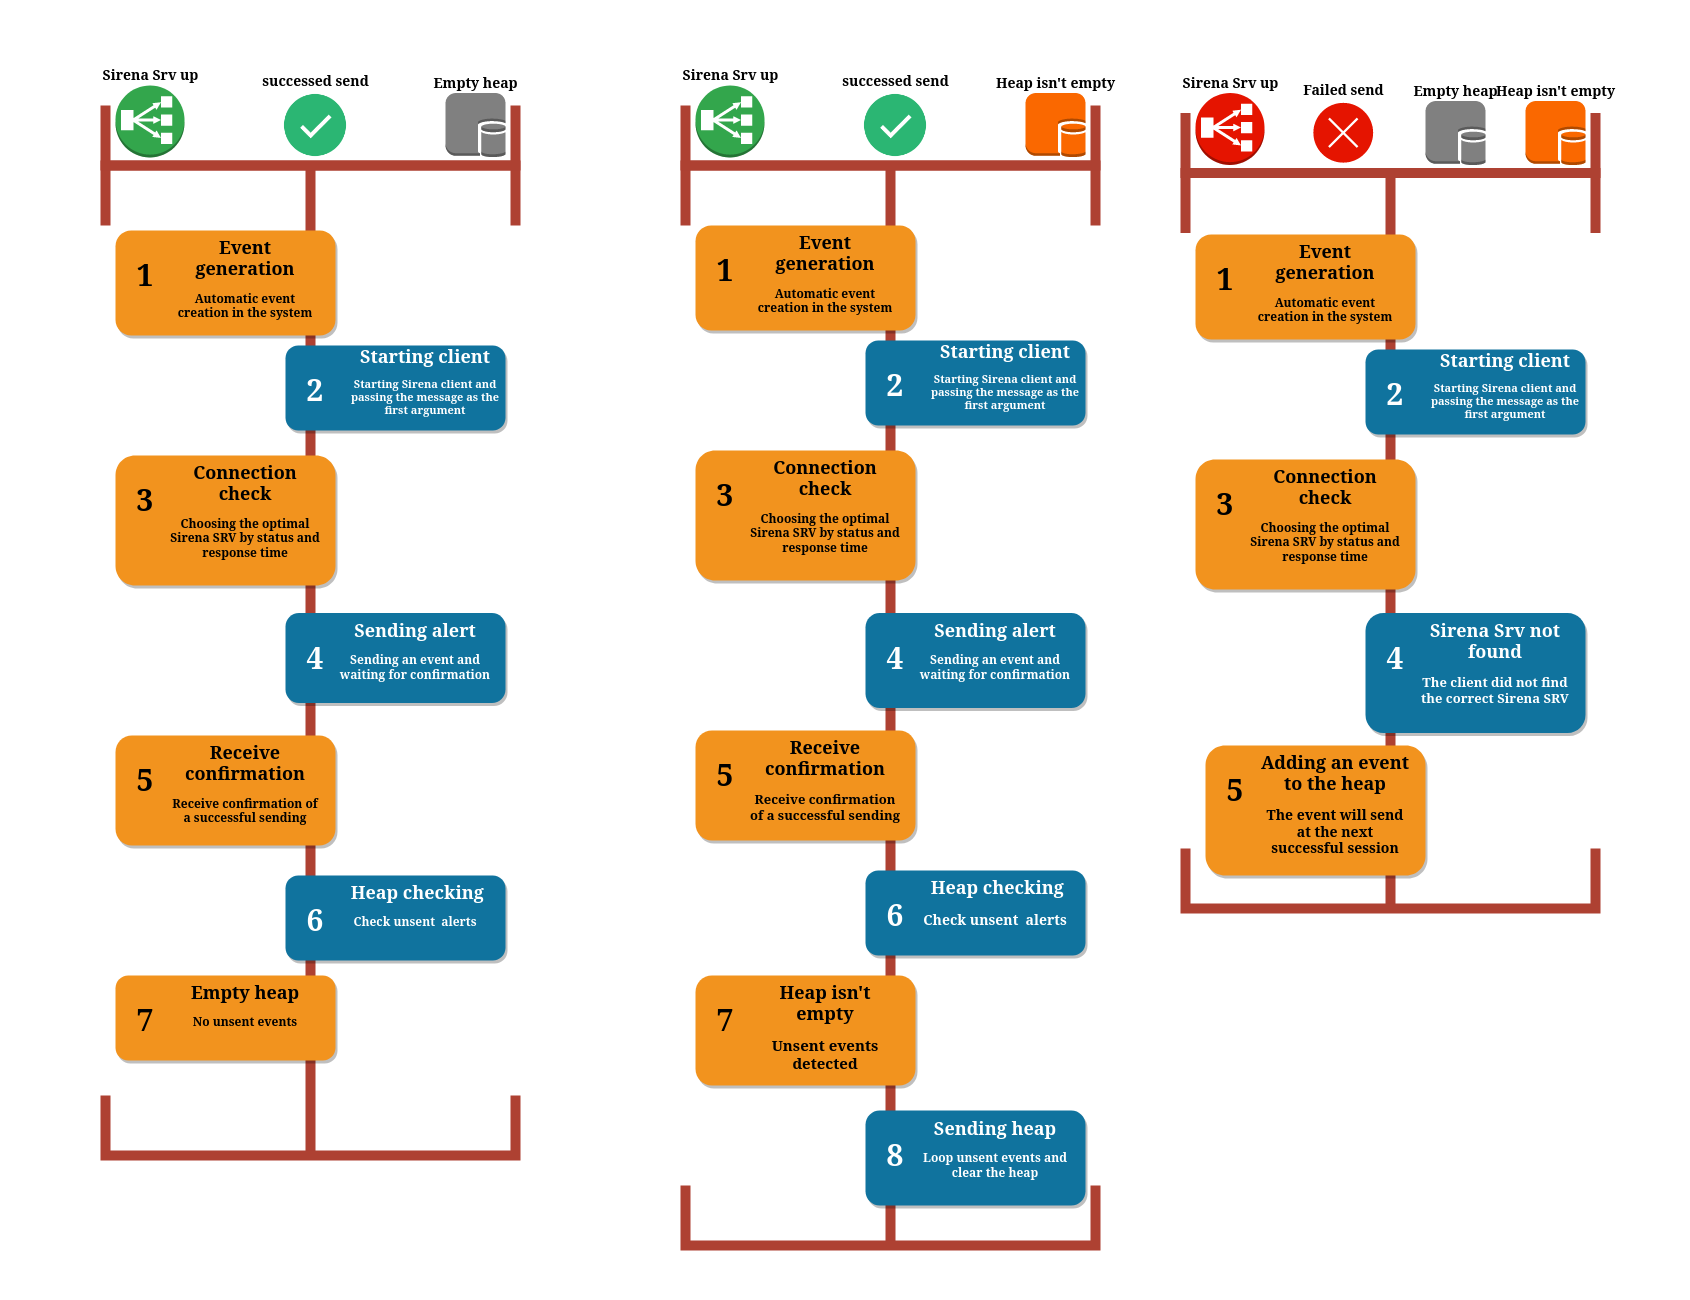 Sirena Srv up
successed send
Empty heap
1
Event
generation
Automatic event
creation in the system
2
Starting client
Starting Sirena client and
passing the message as the
first argument
3
Connection
check
Choosing the optimal
Sirena SRV by status and
response time
4
Sending alert
Sending an event and
waiting for confirmation
5
Receive
confirmation
Receive confirmation of
a successful sending
6
Heap checking
Check unsent alerts
7
Empty heap
No unsent events
Sirena Srv up
successed send
Heap isn't empty
1
Event
generation
Automatic event
creation in the system
2
Starting client
Starting Sirena client and
passing the message as the
first argument
3
Connection
check
Choosing the optimal
Sirena SRV by status and
response time
4
Sending alert
Sending an event and
waiting for confirmation
5
Receive
confirmation
Receive confirmation
of a successful sending
6
Heap checking
Check unsent alerts
7
Heap isn't
empty
Unsent events
detected
8
Sending heap
Loop unsent events and
clear the heap
Sirena Srv up
Failed send
Empty heap
Heap isn't empty
1
Event
generation
Automatic event
creation in the system
2
Starting client
Starting Sirena client and
passing the message as the
first argument
3
Connection
check
Choosing the optimal
Sirena SRV by status and
response time
4
Sirena Srv not
found
The client did not find
the correct Sirena SRV
5
Adding an event
to the heap
The event will send
at the next
successful session